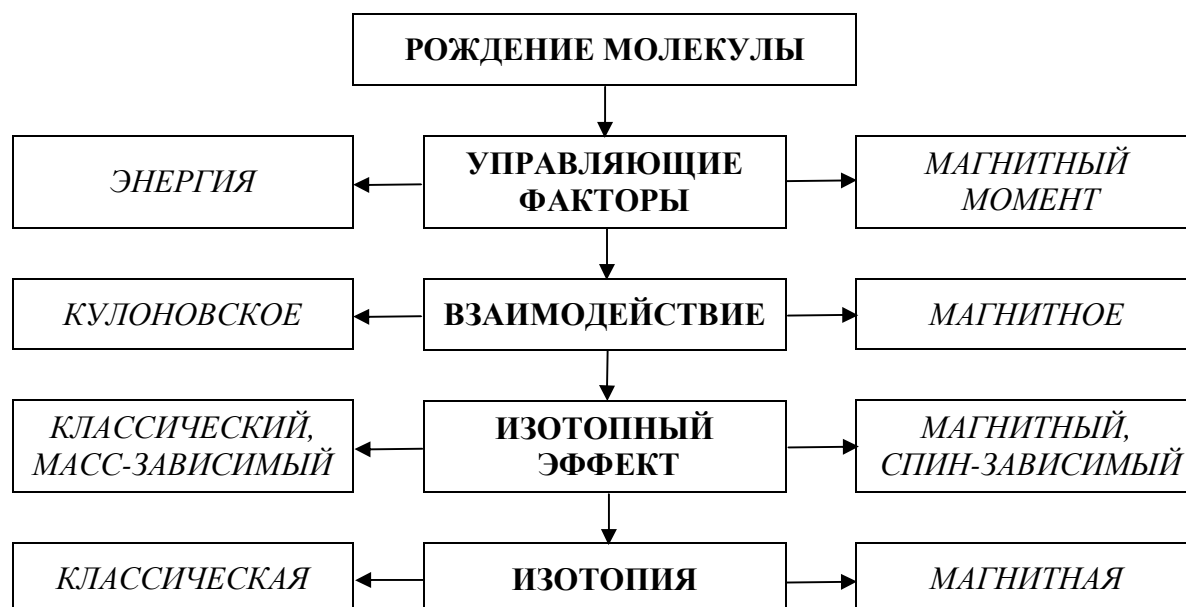 РОЖДЕНИЕ МОЛЕКУЛЫ
ЭНЕРГИЯ
УПРАВЛЯЮЩИЕ
ФАКТОРЫ
МАГНИТНЫЙ
МОМЕНТ
КУЛОНОВСКОЕ
ВЗАИМОДЕЙСТВИЕ
МАГНИТНОЕ
КЛАССИЧЕСКИЙ,
МАСС-ЗАВИСИМЫЙ
ИЗОТОПНЫЙ
ЭФФЕКТ
МАГНИТНЫЙ,
СПИН-ЗАВИСИМЫЙ
КЛАССИЧЕСКАЯ
ИЗОТОПИЯ
МАГНИТНАЯ